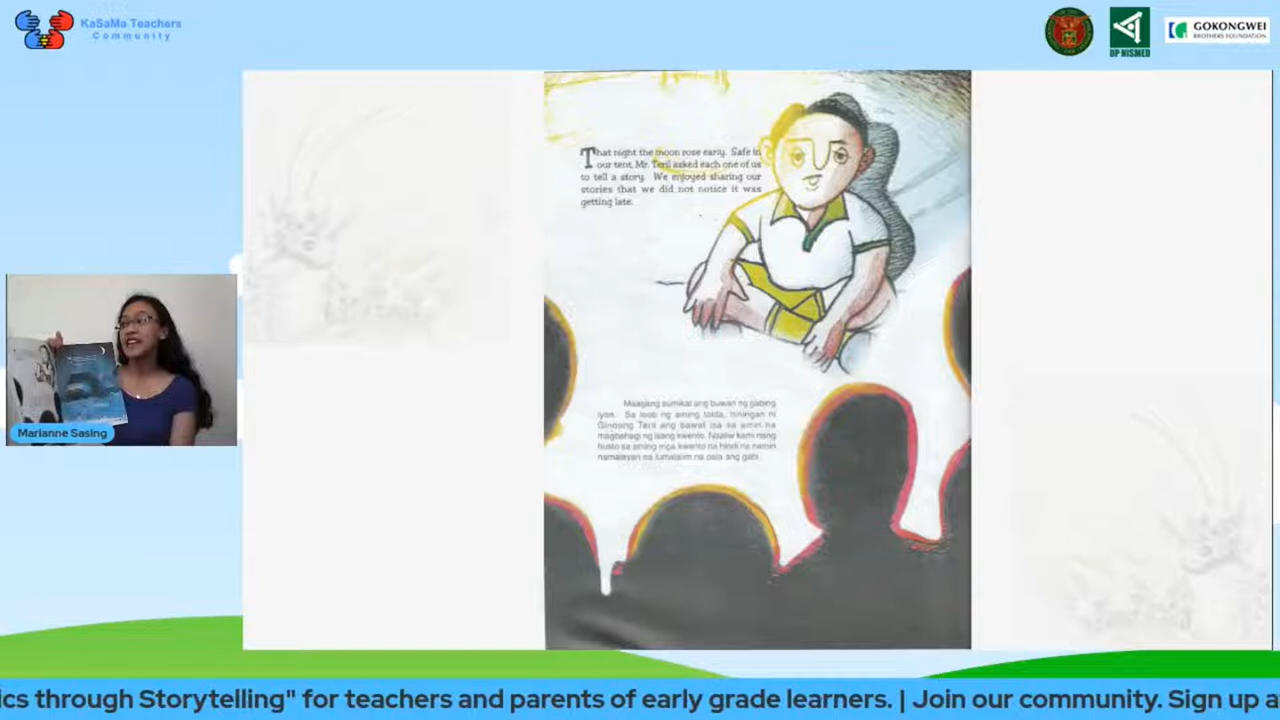 KaSaMa Teachers
Community
UP NISMED
GOKONGWEI
BROTHERS FOUNDATION
That night the moon rose early. Safe in
our tent, Mr. Teril asked each one of us
to tell a story. We enjoyed sharing our
stories that we did not notice it was
getting late.
Maagang sumikat ang buwan ng gabing
iyon. Sa loob ng aming tolda, hiningan ni
Ginoong Teril ang bawat isa sa amin na
magbahagi ng isang kwento. Naaliw kami nang
husto sa aming mga kwento na hindi na namin
namalayan na lumalalim na pala ang gabi.
Marianne Sasing
ics through Storytelling" for teachers and parents of early grade learners. | Join our community. Sign up a